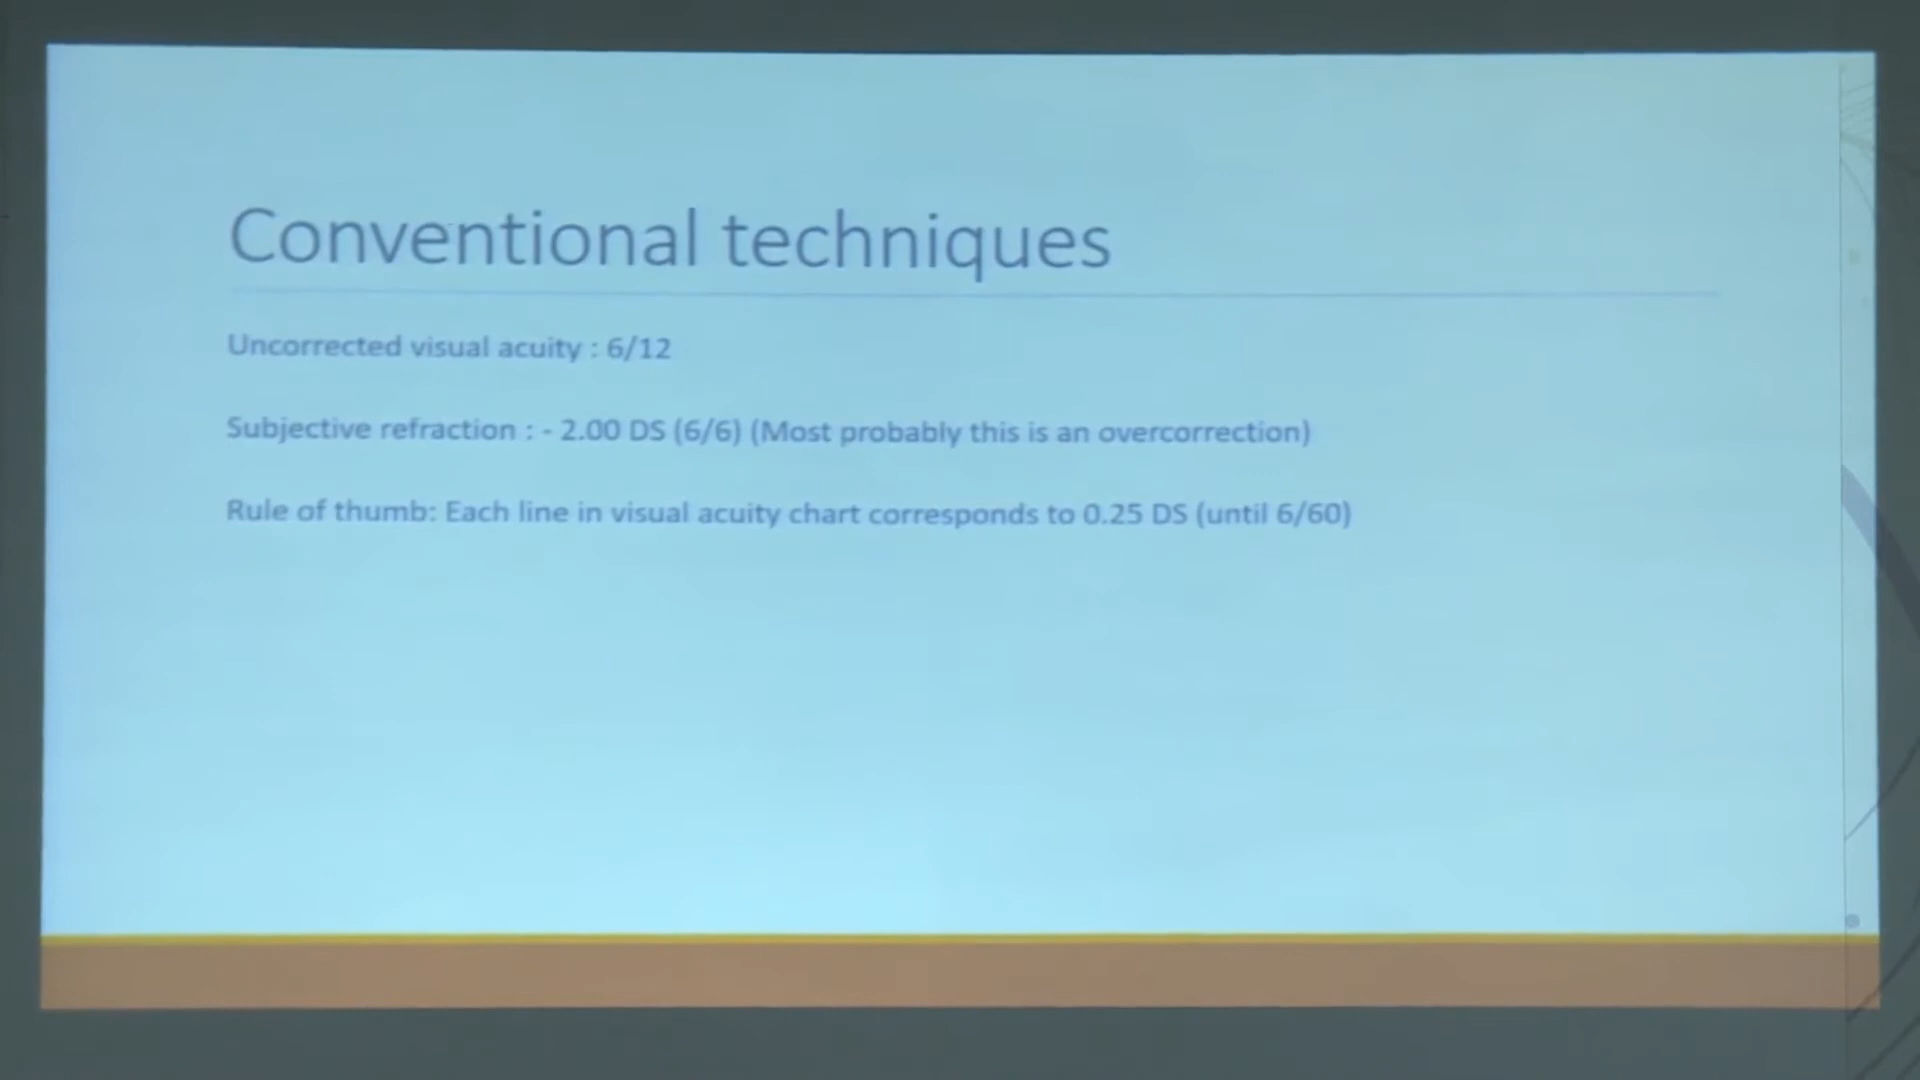 Conventional techniques
Uncorrected visual acuity : 6/12
Subjective refraction : - 2.00 DS (6/6) (Most probably this is an overcorrection)
Rule of thumb: Each line in visual acuity chart corresponds to 0.25 DS (until 6/60)